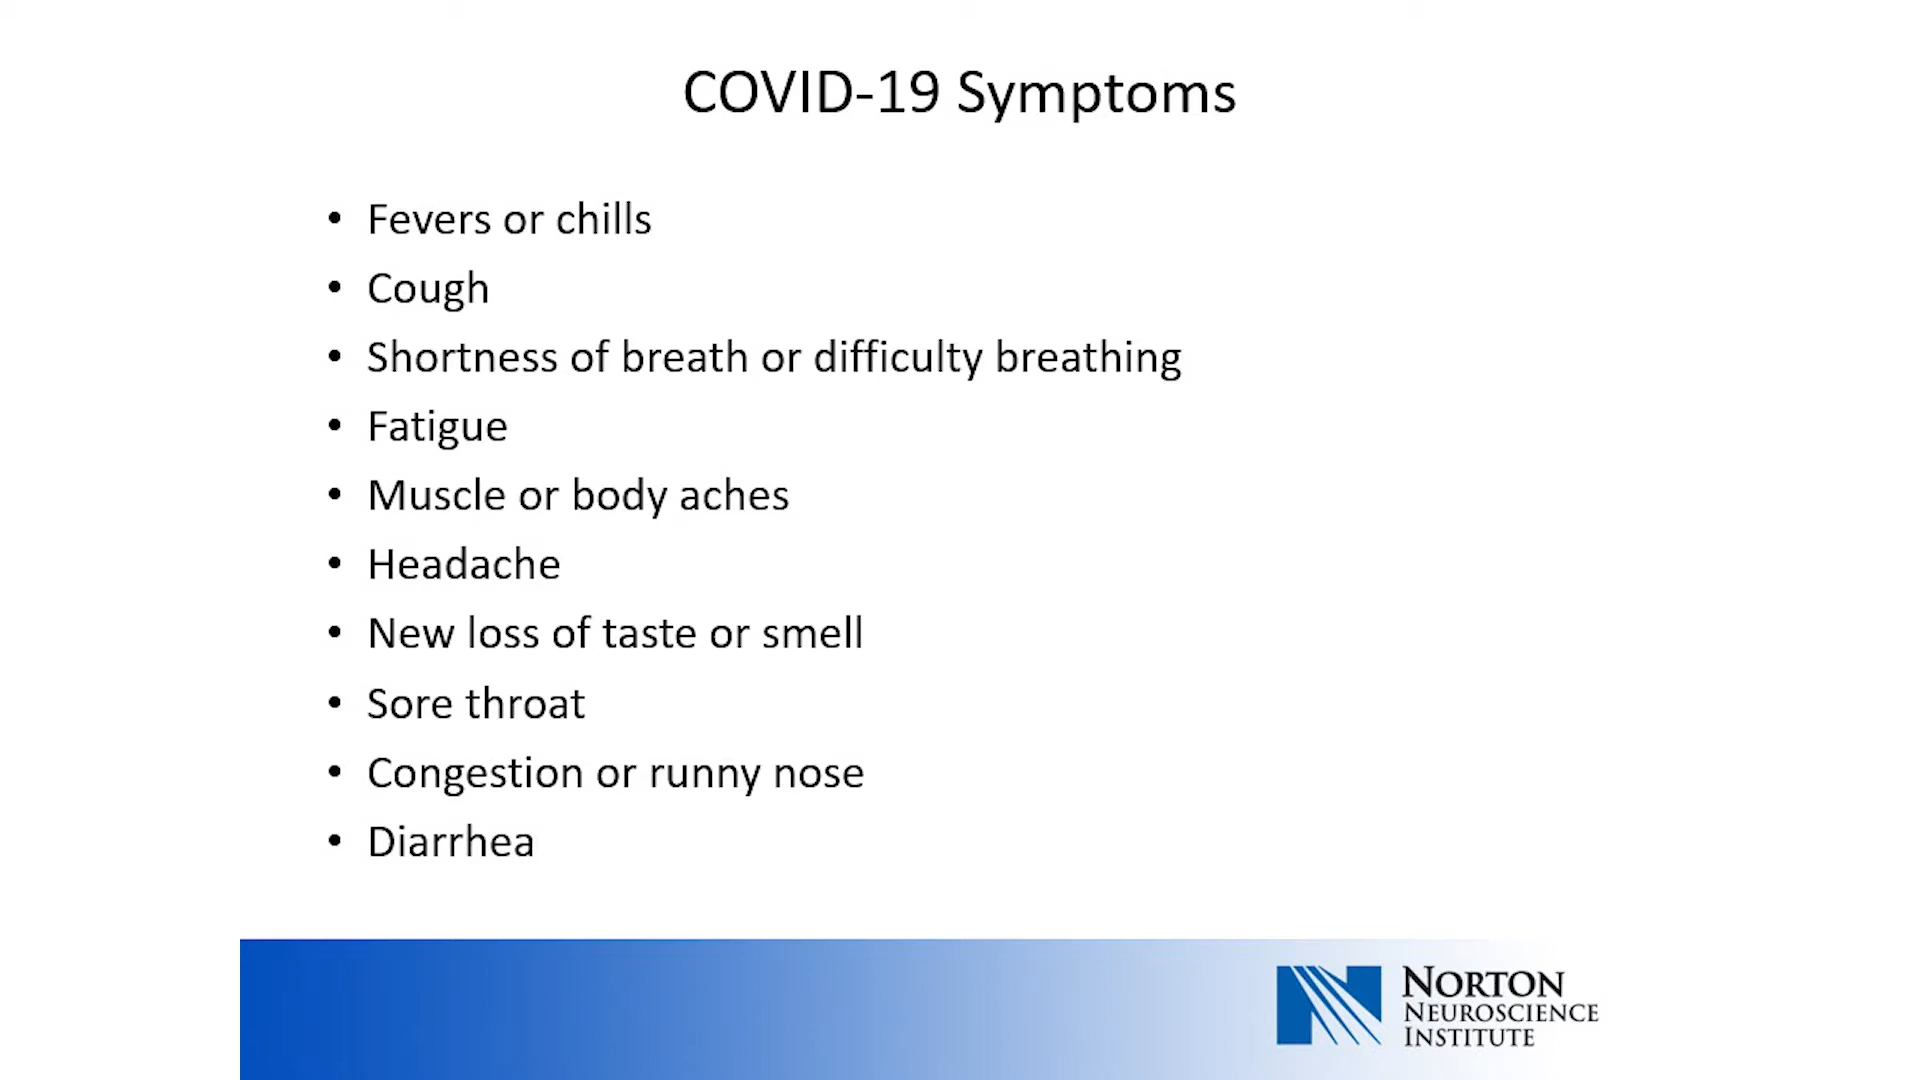 COVID-19 Symptoms
• Fevers or chills
• Cough
• Shortness of breath or difficulty breathing
• Fatigue
• Muscle or body aches
• Headache
• New loss of taste or smell
• Sore throat
• Congestion or runny nose
• Diarrhea
NORTON
NEUROSCIENCE
INSTITUTE